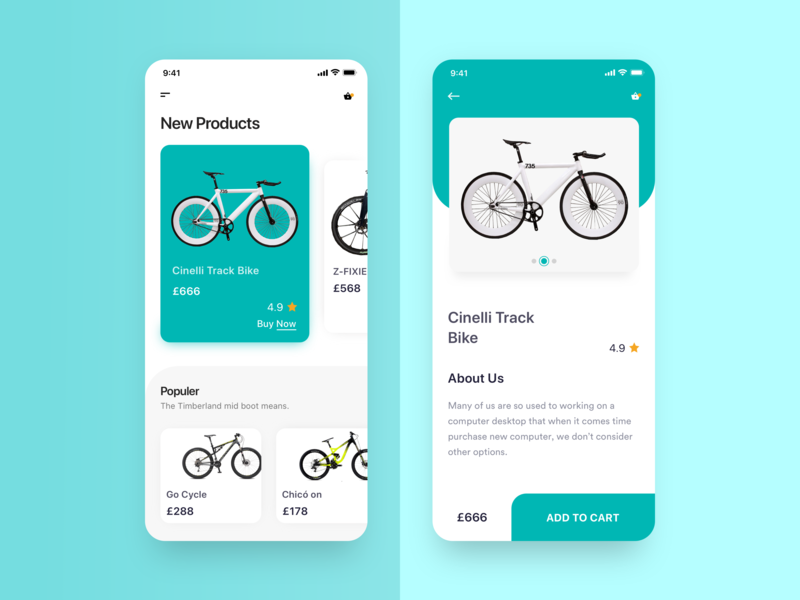 9:41
New Products
735
Cinelli Track Bike
£666
4.9
Buy Now
Z-FIXIE
£568
Populer
The Timberland mid boot means.
Go Cycle
£288
Chicó on
£178
9:41
735
Cinelli Track
Bike
4.9
About Us
Many of us are so used to working on a
computer desktop that when it comes time
purchase new computer, we don't consider
other options.
£666
ADD TO CART